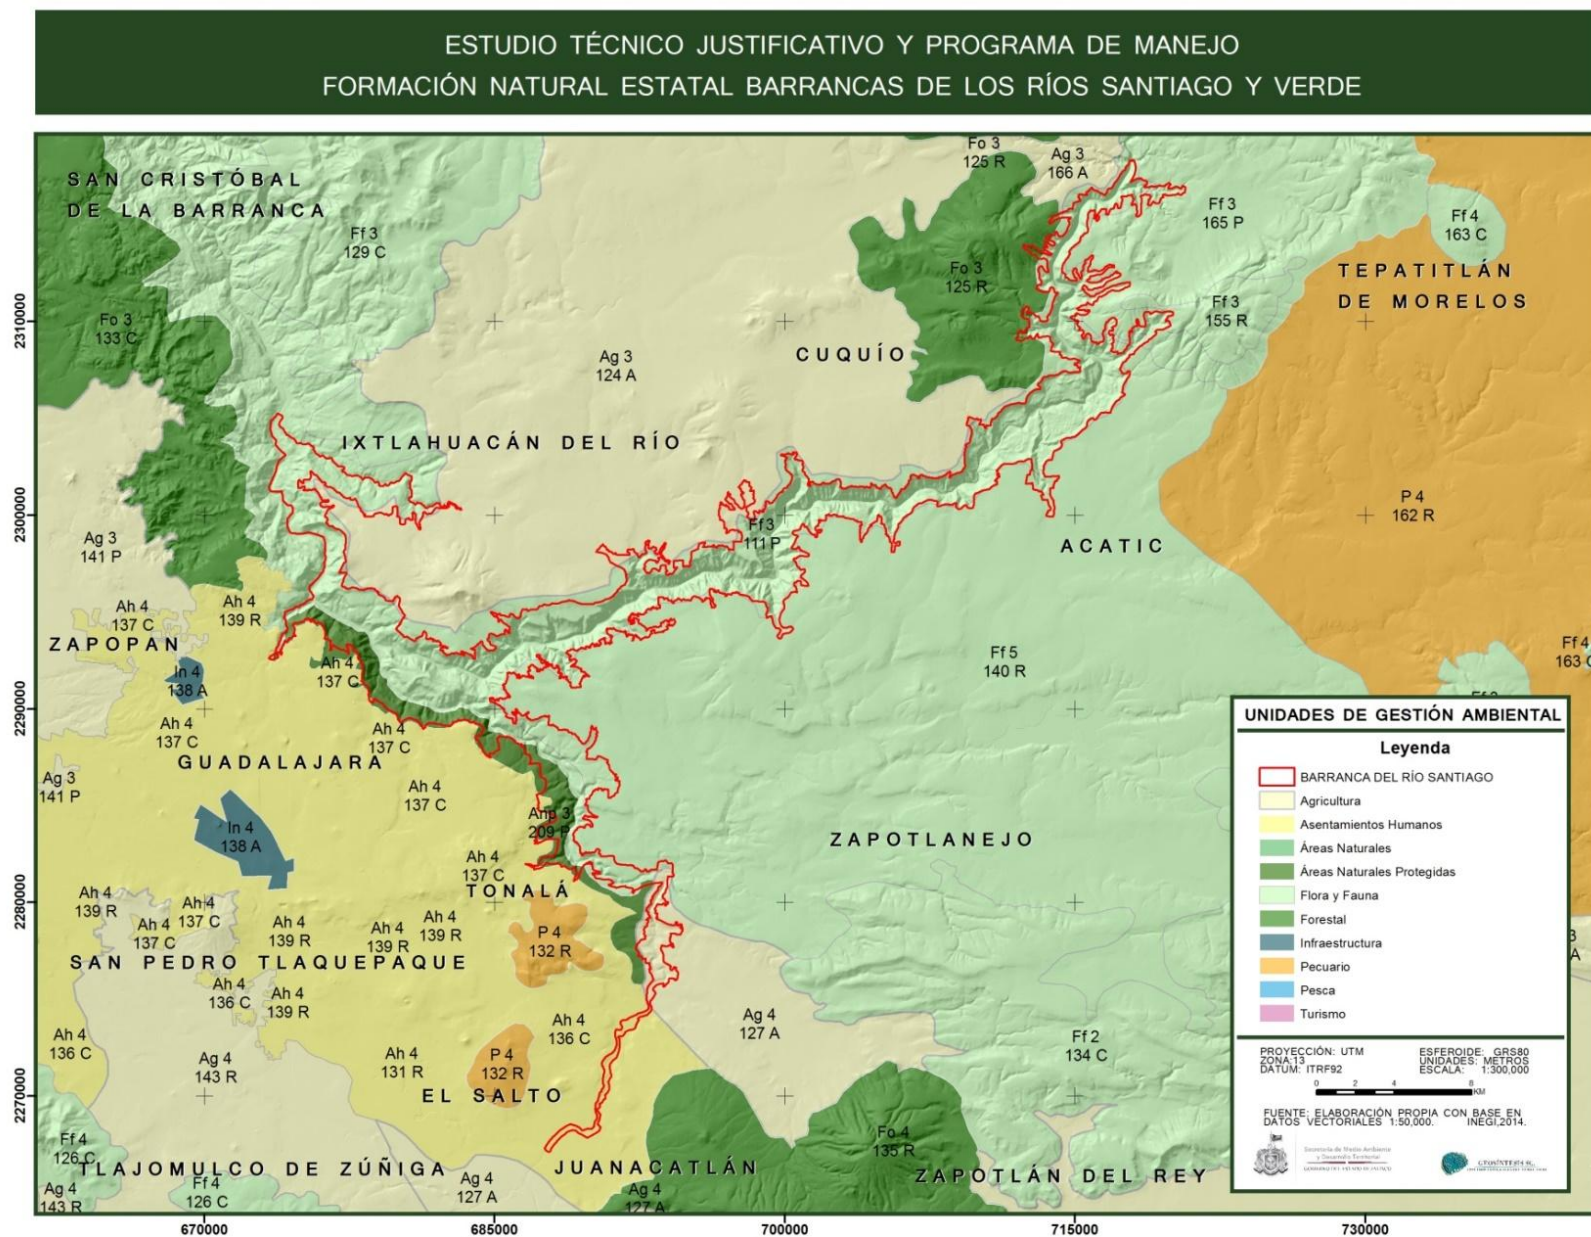 ESTUDIO TÉCNICO JUSTIFICATIVO Y PROGRAMA DE MANEJO
FORMACIÓN NATURAL ESTATAL BARRANCAS DE LOS RÍOS SANTIAGO Y VERDE
SAN CRISTÓBAL
DE LA BARRANCA
Ff 3
129 C
Fo 3
125 R
Ag 3
166 A
Ff 3
165 P
Ff 4
163 C
TEPATITLÁN
DE MORELOS
Fo 3
125 R
Ff 3
155 R
Fo 3
133 C
Ag 3
124 A
CUQUÍO
IXTLAHUACÁN DEL RÍO
P 4
162 R
Ff 3
111 P
Ag 3
141 P
ACATIC
Ah 4
137 C
Ah 4
139 R
ZAPOPAN
In 4
138 A
Ah 4
137 C
Ff 5
140 R
Ff 4
163 C
Ah 4
137 C
Ah 4
137 C
GUADALAJARA
Ag 3
141 P
Ah 4
137 C
In 4
138 A
Anp 3
209 P
ZAPOTLANEJO
Ah 4
137 C
TONALÁ
Ah 4
139 R
Ah 4
137 C
Ah 4
137 C
Ah 4
139 R
Ah 4
139 R
Ah 4
139 R
P 4
132 R
SAN PEDRO TLAQUEPAQUE
Ah 4
136 C
Ah 4
139 R
Ah 4
136 C
Ag 4
143 R
Ah 4
131 R
P 4
132 R
Ah 4
136 C
Ag 4
127 A
Ff 2
134 C
EL SALTO
Ff 4
126 C
TLAJOMULCO DE ZÚÑIGA
Ag 4
143 R
Ff 4
126 C
Ag 4
127 A
JUANACATLÁN
Ag 4
127 A
Fo 4
135 R
ZAPOTLÁN DEL REY
2310000
2300000
2290000
2280000
2270000
670000
685000
700000
715000
730000
UNIDADES DE GESTIÓN AMBIENTAL
Leyenda
BARRANCA DEL RÍO SANTIAGO
Agricultura
Asentamientos Humanos
Áreas Naturales
Áreas Naturales Protegidas
Flora y Fauna
Forestal
Infraestructura
Pecuario
Pesca
Turismo
PROYECCIÓN: UTM
ZONA:13
DATUM: ITRF92
ESFEROIDE: GRS80
UNIDADES: METROS
ESCALA: 1:300,000
0 2 4 8
KM
FUENTE: ELABORACIÓN PROPIA CON BASE EN
DATOS VECTORIALES 1:50,000. INEGI,2014.
Secretaría de Medio Ambiente
y Desarrollo Territorial